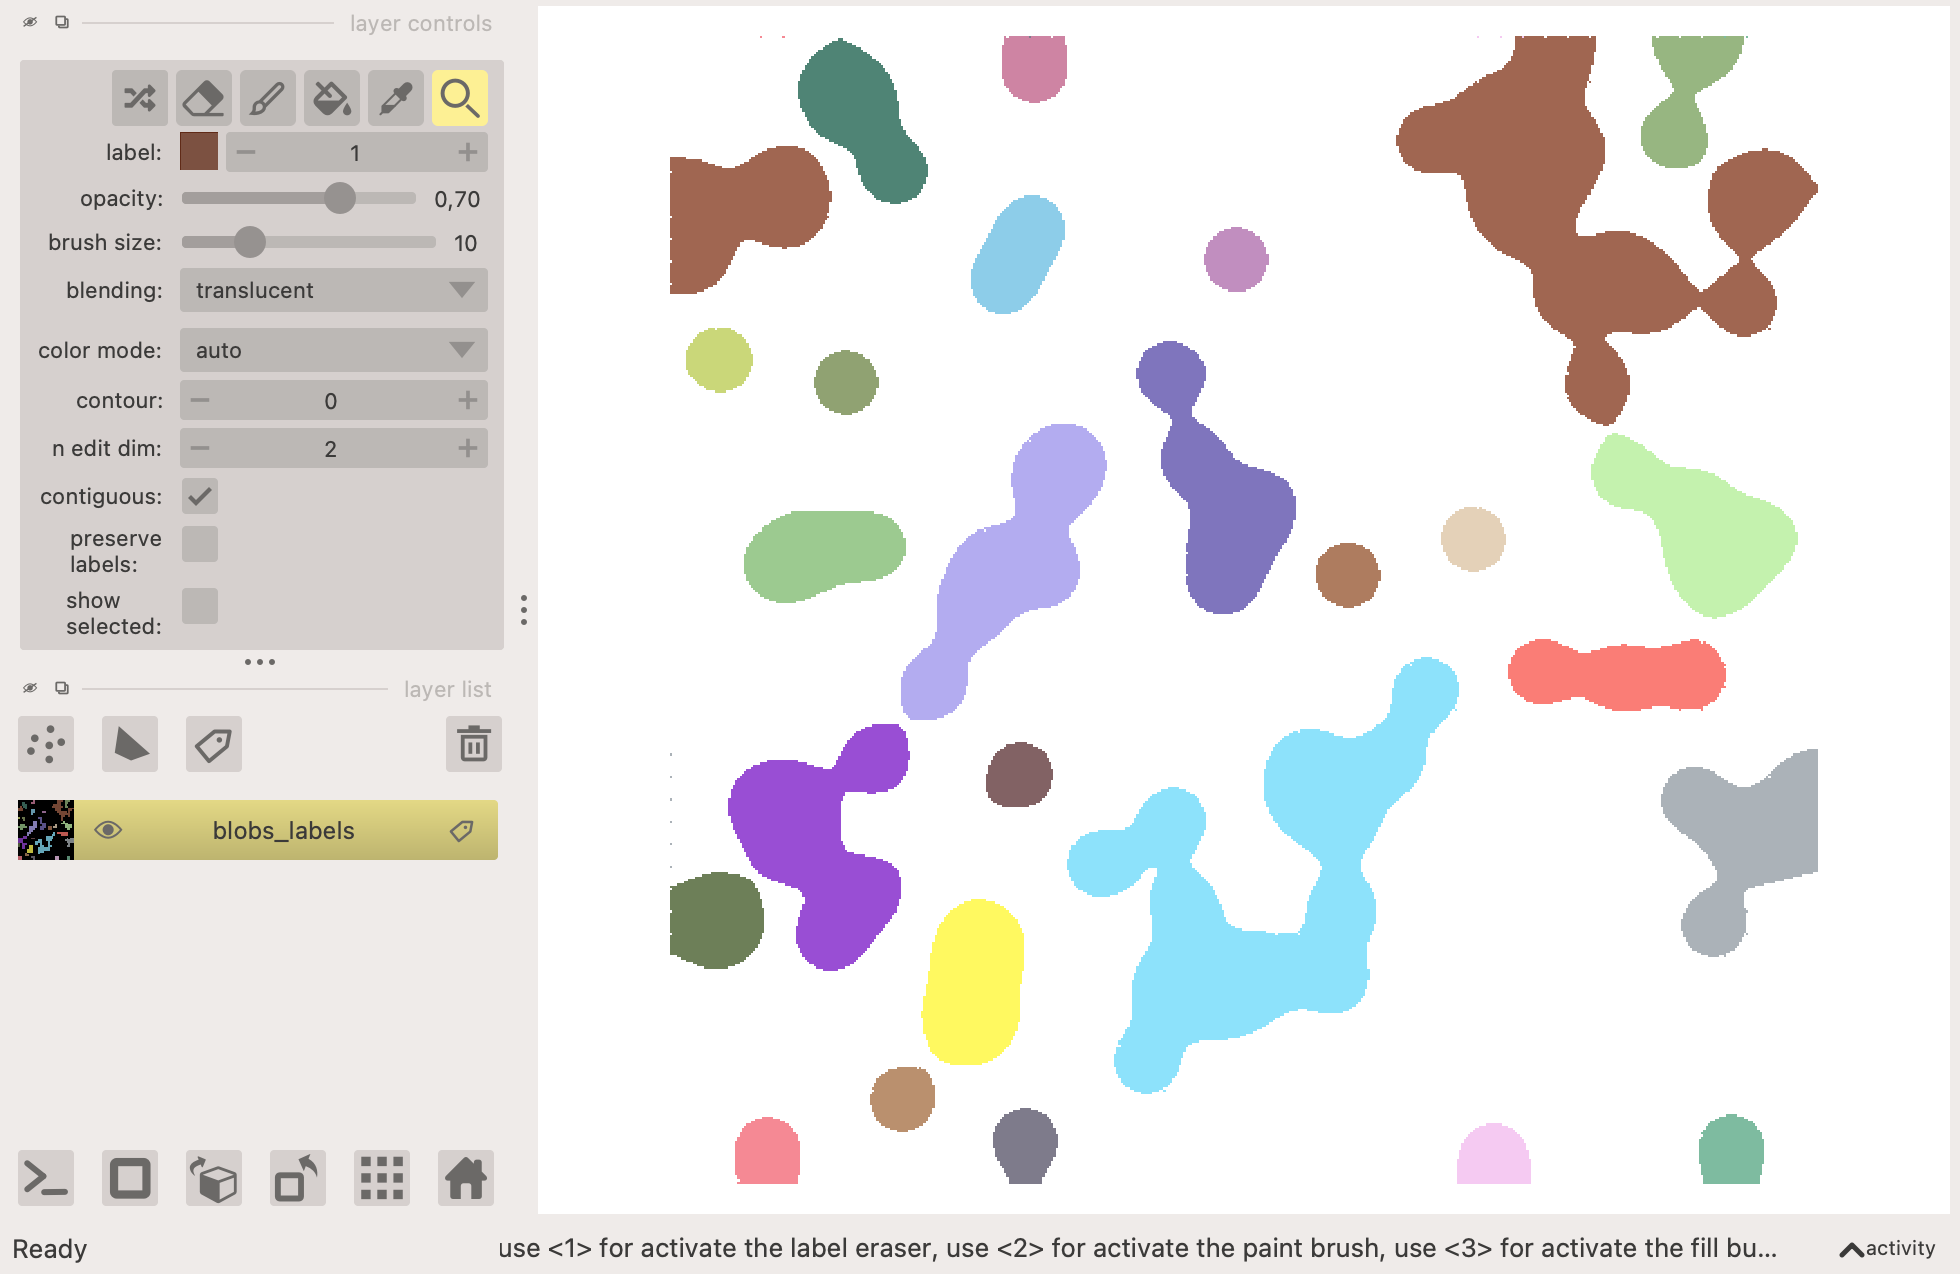 layer controls
label: 1
opacity: 0,70
brush size: 10
blending: translucent
color mode: auto
contour: 0
n edit dim: 2
contiguous:
preserve
labels:
show
selected:
layer list
blobs_labels
Ready
use <1> for activate the label eraser, use <2> for activate the paint brush, use <3> for activate the fill bu...
activity